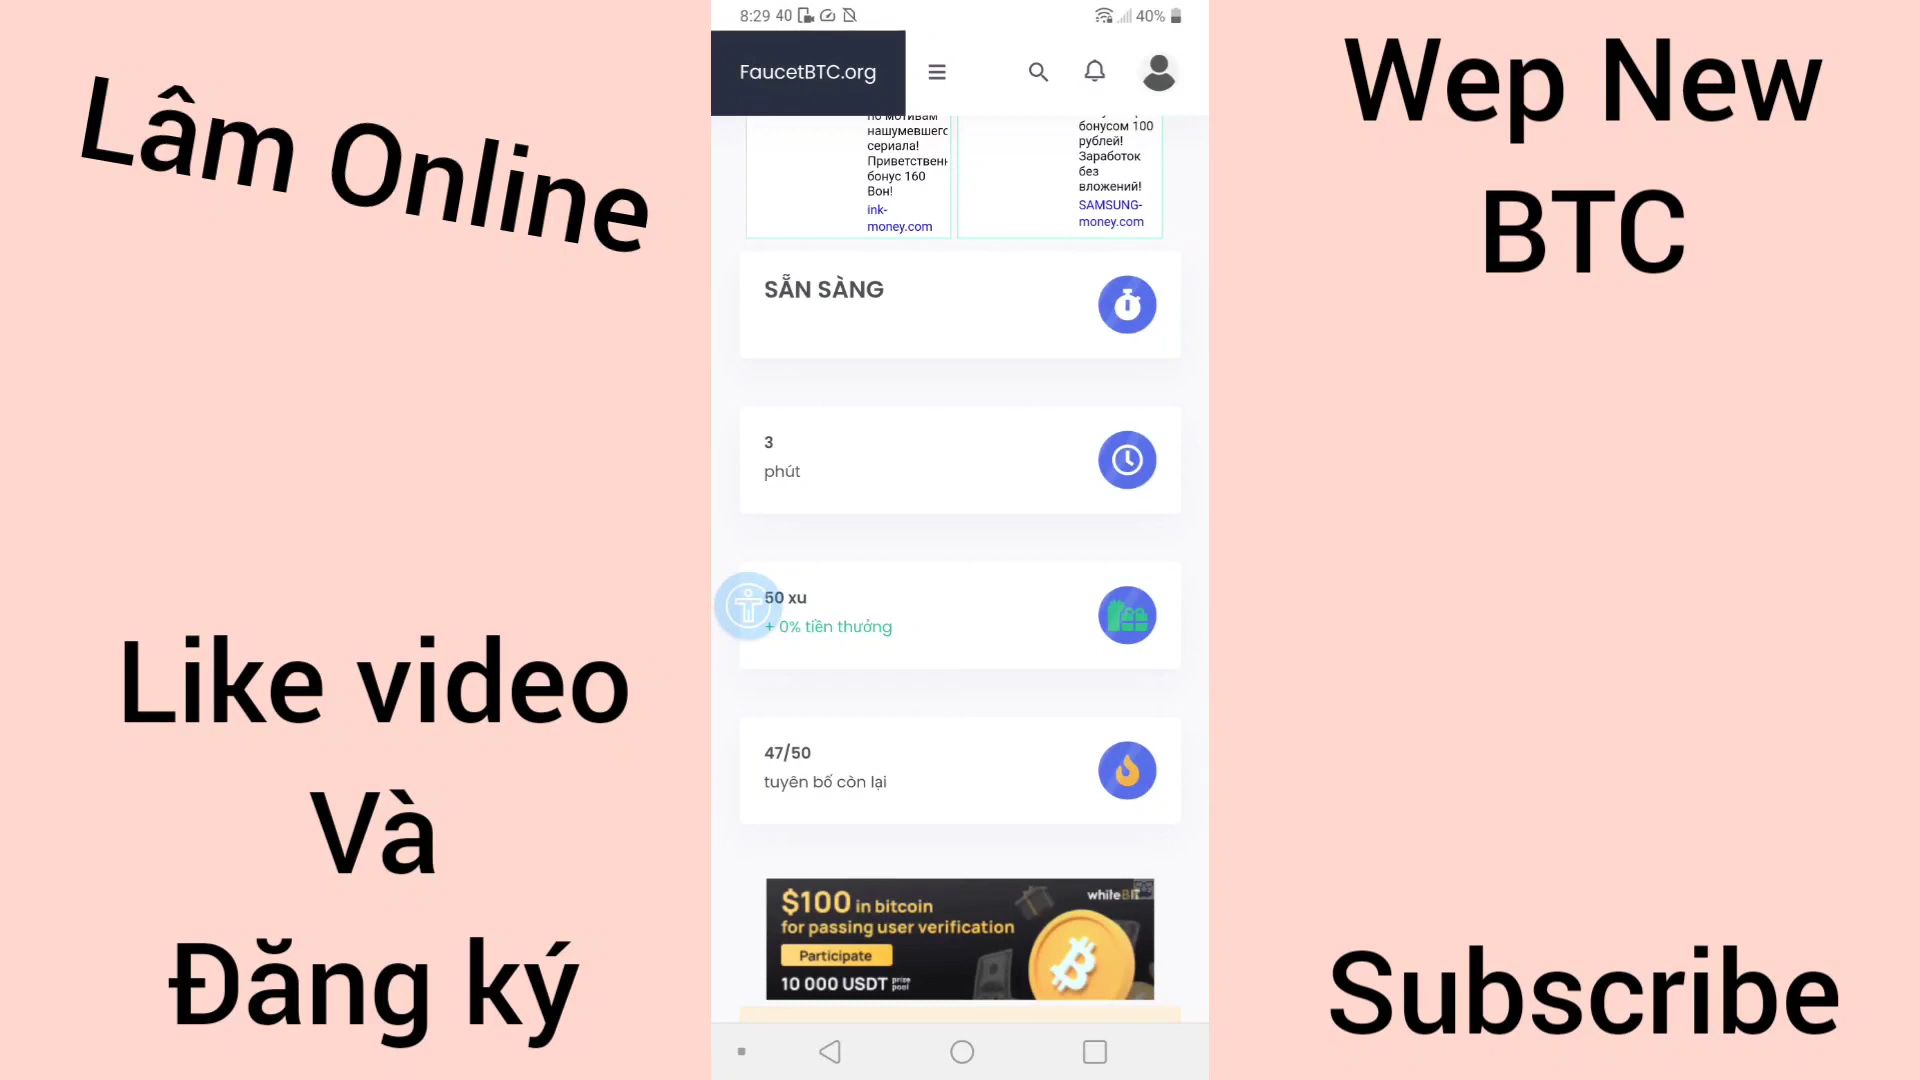 Lâm Online
Like video
Và
Đăng ký
8:29 40
40%
FaucetBTC.org
по мотивам
нашумевшего
сериала!
Приветственн
бонус 160
Вон!
ink-
money.com
бонусом 100
рублей!
Заработок
без
вложений!
SAMSUNG-
money.com
SẴN SÀNG
3
phút
50 xu
+ 0% tiền thưởng
47/50
tuyên bố còn lại
$100 in bitcoin
for passing user verification
Participate
10 000 USDT prize pool
whiteBIT
Wep New
BTC
Subscribe